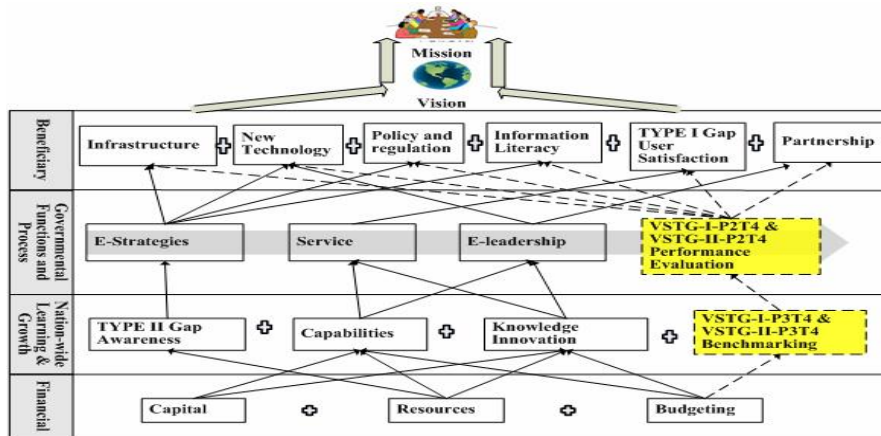 Mission
Vision
Beneficiary
Infrastructure
New
Technology
Policy and
regulation
Information
Literacy
TYPE I Gap
User
Satisfaction
Partnership
Governmental
Functions and
Process
E-Strategies
Service
E-leadership
VSTG-I-P2T4 &
VSTG-II-P2T4
Performance
Evaluation
Nation-wide
Learning &
Growth
TYPE II Gap
Awareness
Capabilities
Knowledge
Innovation
VSTG-I-P3T4 &
VSTG-II-P3T4
Benchmarking
Financial
Capital
Resources
Budgeting